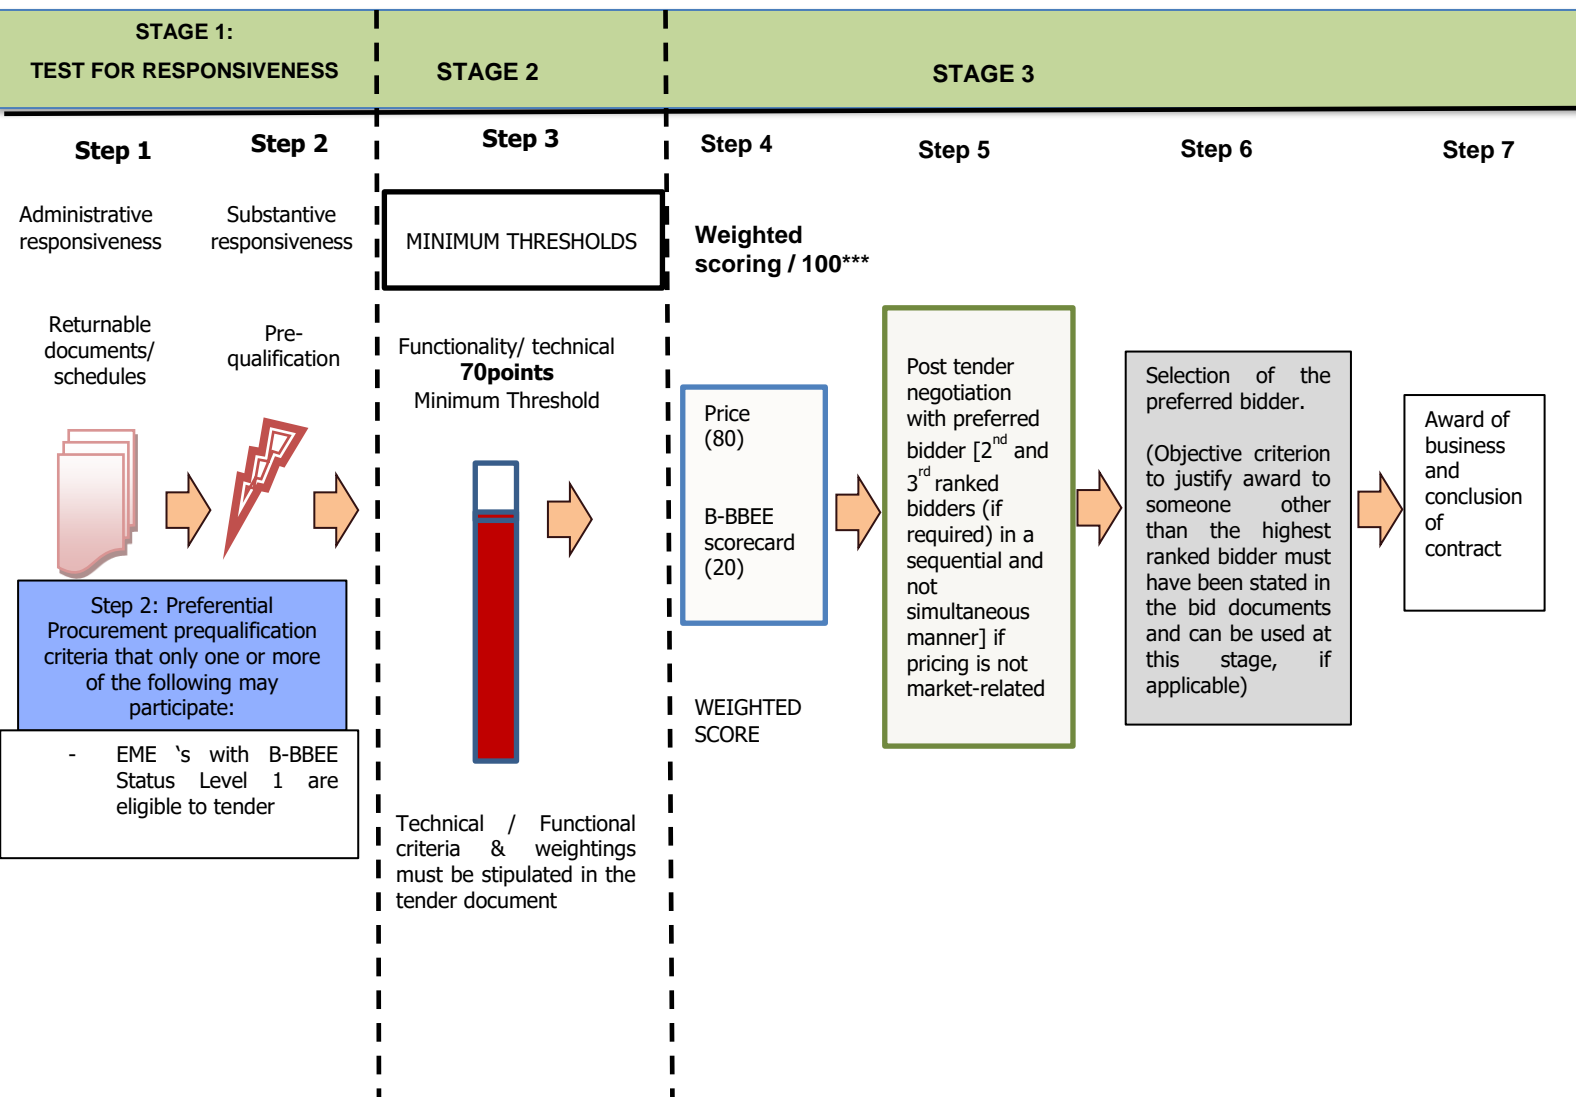 STAGE 1:
TEST FOR RESPONSIVENESS
STAGE 2
STAGE 3
Step 1
Step 2
Step 3
Step 4
Step 5
Step 6
Step 7
Administrative
responsiveness
Substantive
responsiveness
MINIMUM THRESHOLDS
Weighted
scoring / 100***
Returnable
documents/
schedules
Pre-
qualification
Functionality/ technical
70points
Minimum Threshold
Price
(80)
B-BBEE
scorecard
(20)
WEIGHTED
SCORE
Post tender
negotiation
with preferred
bidder [2nd and
3rd ranked
bidders (if
required) in a
sequential and
not
simultaneous
manner] if
pricing is not
market-related
Selection of the
preferred bidder.
(Objective criterion
to justify award to
someone other
than the highest
ranked bidder must
have been stated in
the bid documents
and can be used at
this stage, if
applicable)
Award of
business
and
conclusion
of
contract
Step 2: Preferential
Procurement prequalification
criteria that only one or more
of the following may
participate:
- EME ‘s with B-BBEE
Status Level 1 are
eligible to tender
Technical / Functional
criteria & weightings
must be stipulated in the
tender document